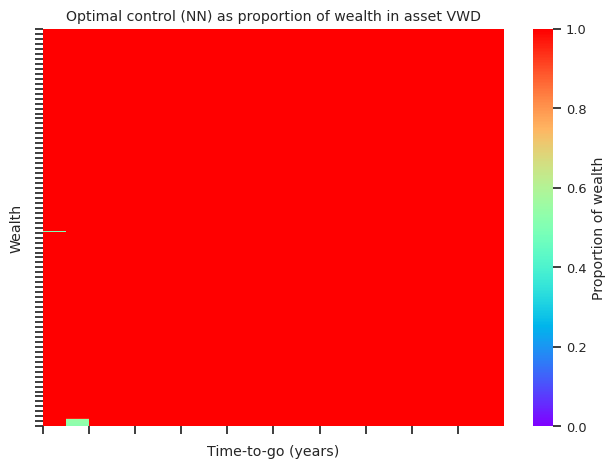 Optimal control (NN) as proportion of wealth in asset VWD
Wealth
Time-to-go (years)
1.0
0.8
0.6
0.4
0.2
0.0
Proportion of wealth